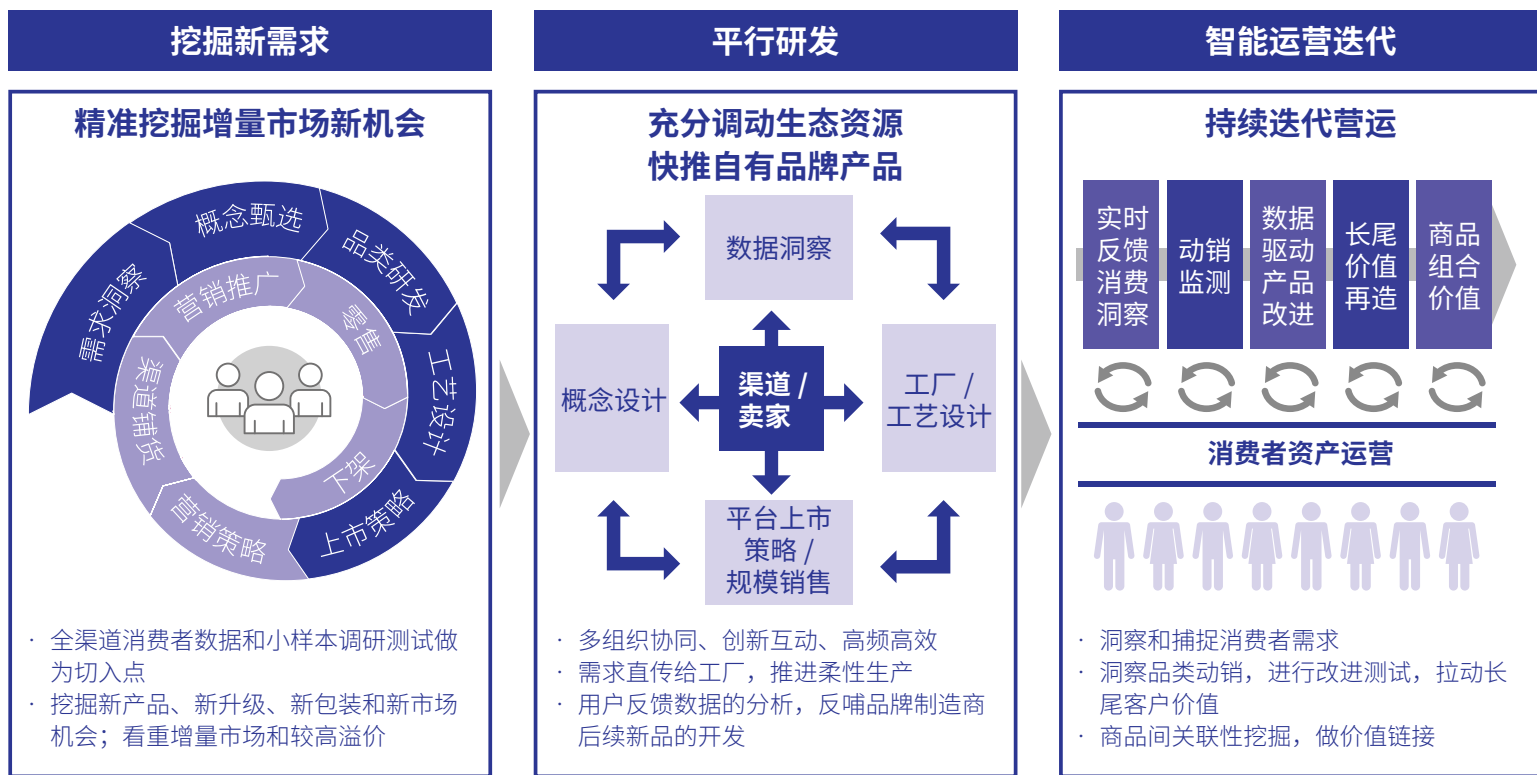 挖掘新需求
精准挖掘增量市场新机会
需求洞察
概念甄选
品类研发
工艺设计
上市策略
营销策略
渠道铺货
营销推广
零售
下架
· 全渠道消费者数据和小样本调研测试做
为切入点
· 挖掘新产品、新升级、新包装和新市场
机会；看重增量市场和较高溢价
平行研发
充分调动生态资源
快推自有品牌产品
数据洞察
概念设计
渠道 /
卖家
工厂 /
工艺设计
平台上市
策略 /
规模销售
· 多组织协同、创新互动、高频高效
· 需求直传给工厂，推进柔性生产
· 用户反馈数据的分析，反哺品牌制造商
后续新品的开发
智能运营迭代
持续迭代营运
实时
反馈
消费
洞察
动销
监测
数据
驱动
产品
改进
长尾
价值
再造
商品
组合
价值
消费者资产运营
· 洞察和捕捉消费者需求
· 洞察品类动销，进行改进测试，拉动长
尾客户价值
· 商品间关联性挖掘，做价值链接